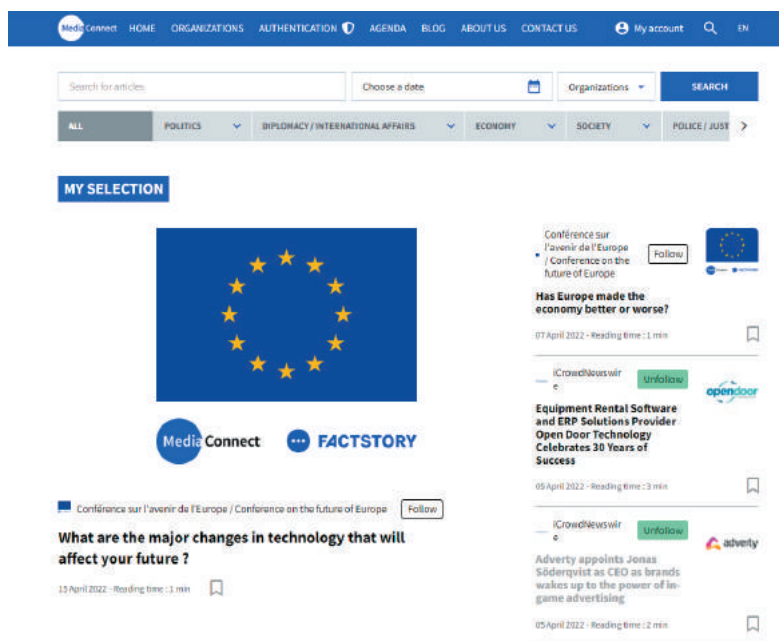 MediaConnect HOME ORGANIZATIONS AUTHENTICATION AGENDA BLOG ABOUT US CONTACT US My account EN
Search for articles Choose a date Organizations SEARCH
ALL POLITICS DIPLOMACY / INTERNATIONAL AFFAIRS ECONOMY SOCIETY POLICE / JUST
MY SELECTION
MediaConnect FACTSTORY
Conférence sur l'avenir de l'Europe / Conference on the future of Europe Follow
What are the major changes in technology that will
affect your future ?
15 April 2022 - Reading time : 1 min
Conférence sur
l'avenir de l'Europe
/ Conference on the
future of Europe
Follow
Has Europe made the
economy better or worse?
07 April 2022 - Reading time : 1 min
iCrowdNewswir
e
Unfollow
opendoor
Equipment Rental Software
and ERP Solutions Provider
Open Door Technology
Celebrates 30 Years of
Success
05 April 2022 - Reading time : 3 min
iCrowdNewswir
e
Unfollow
adverty
Adverty appoints Jonas
Söderqvist as CEO as brands
wakes up to the power of in-
game advertising
05 April 2022 - Reading time : 2 min